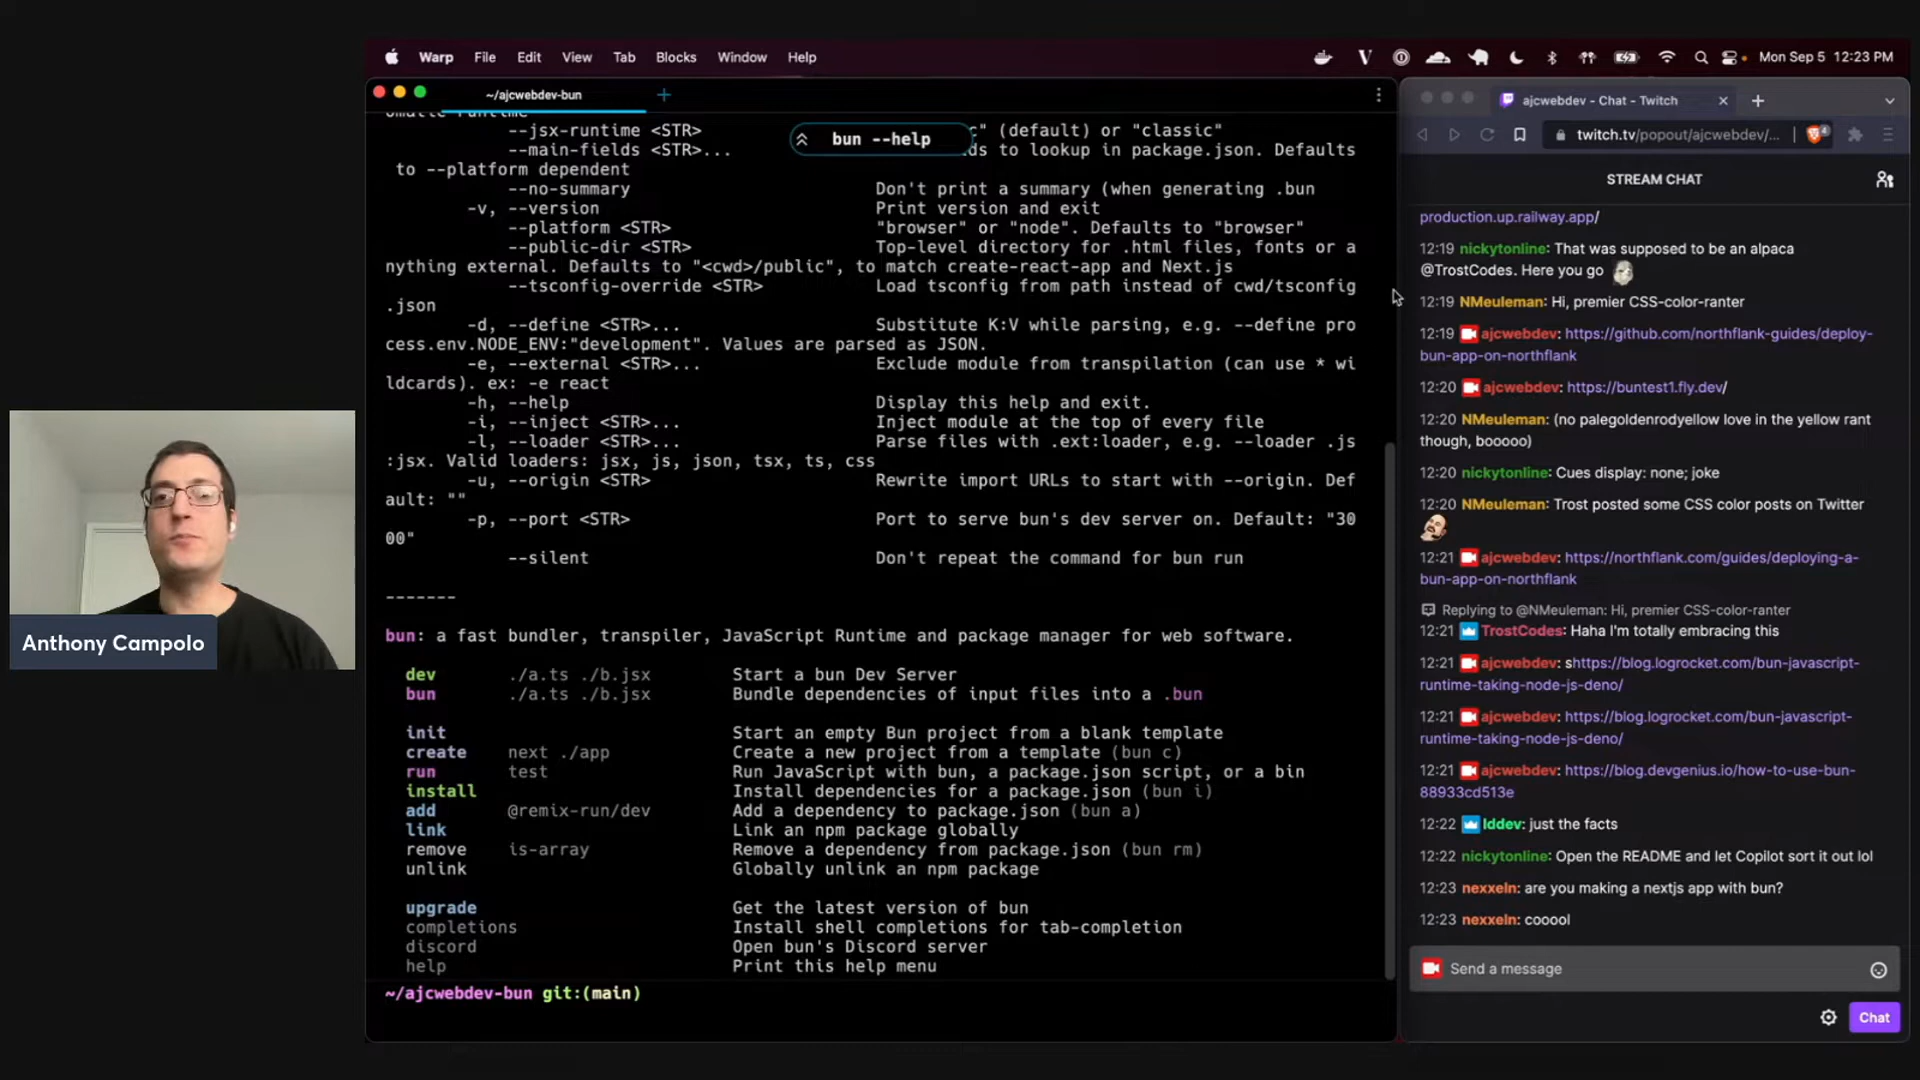 Warp File Edit View Tab Blocks Window Help
Mon Sep 5 12:23 PM
~/ajcwebdev-bun
omatic runtime
--jsx-runtime <STR> c" (default) or "classic"
bun --help
--main-fields <STR>... ds to lookup in package.json. Defaults
to --platform dependent
--no-summary Don't print a summary (when generating .bun
-v, --version Print version and exit
--platform <STR> "browser" or "node". Defaults to "browser"
--public-dir <STR> Top-level directory for .html files, fonts or a
nything external. Defaults to "<cwd>/public", to match create-react-app and Next.js
--tsconfig-override <STR> Load tsconfig from path instead of cwd/tsconfig
.json
-d, --define <STR>... Substitute K:V while parsing, e.g. --define pro
cess.env.NODE_ENV:"development". Values are parsed as JSON.
-e, --external <STR>... Exclude module from transpilation (can use * wi
ldcards). ex: -e react
-h, --help Display this help and exit.
-i, --inject <STR>... Inject module at the top of every file
-l, --loader <STR>... Parse files with .ext:loader, e.g. --loader .js
:jsx. Valid loaders: jsx, js, json, tsx, ts, css
-u, --origin <STR> Rewrite import URLs to start with --origin. Def
ault: ""
-p, --port <STR> Port to serve bun's dev server on. Default: "30
00"
--silent Don't repeat the command for bun run
-------
bun: a fast bundler, transpiler, JavaScript Runtime and package manager for web software.
dev ./a.ts ./b.jsx Start a bun Dev Server
bun ./a.ts ./b.jsx Bundle dependencies of input files into a .bun
init Start an empty Bun project from a blank template
create next ./app Create a new project from a template (bun c)
run test Run JavaScript with bun, a package.json script, or a bin
install Install dependencies for a package.json (bun i)
add @remix-run/dev Add a dependency to package.json (bun a)
link Link an npm package globally
remove is-array Remove a dependency from package.json (bun rm)
unlink Globally unlink an npm package
upgrade Get the latest version of bun
completions Install shell completions for tab-completion
discord Open bun's Discord server
help Print this help menu
~/ajcwebdev-bun git:(main)
Anthony Campolo
ajcwebdev - Chat - Twitch
twitch.tv/popout/ajcwebdev/...
4
STREAM CHAT
production.up.railway.app/
12:19 nickytonline: That was supposed to be an alpaca
@TrostCodes. Here you go
12:19 NMeuleman: Hi, premier CSS-color-ranter
12:19 ajcwebdev: https://github.com/northflank-guides/deploy-
bun-app-on-northflank
12:20 ajcwebdev: https://buntest1.fly.dev/
12:20 NMeuleman: (no palegoldenrodyellow love in the yellow rant
though, booooo)
12:20 nickytonline: Cues display: none; joke
12:20 NMeuleman: Trost posted some CSS color posts on Twitter
12:21 ajcwebdev: https://northflank.com/guides/deploying-a-
bun-app-on-northflank
Replying to @NMeuleman: Hi, premier CSS-color-ranter
12:21 TrostCodes: Haha I'm totally embracing this
12:21 ajcwebdev: shttps://blog.logrocket.com/bun-javascript-
runtime-taking-node-js-deno/
12:21 ajcwebdev: https://blog.logrocket.com/bun-javascript-
runtime-taking-node-js-deno/
12:21 ajcwebdev: https://blog.devgenius.io/how-to-use-bun-
88933cd513e
12:22 lddev: just the facts
12:22 nickytonline: Open the README and let Copilot sort it out lol
12:23 nexxeln: are you making a nextjs app with bun?
12:23 nexxeln: cooool
Send a message
Chat